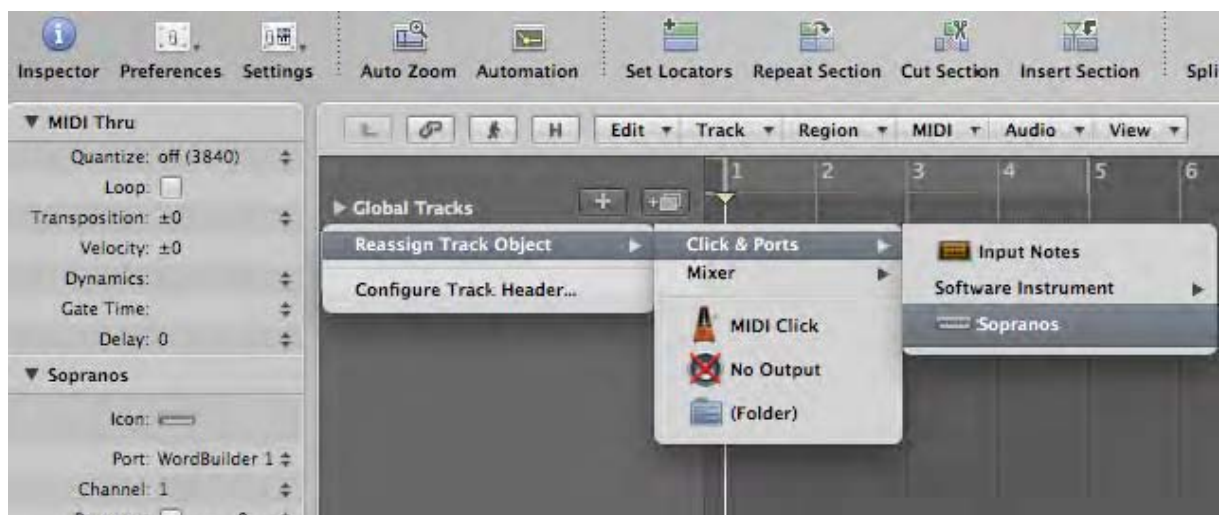 Inspector Preferences Settings Auto Zoom Automation Set Locators Repeat Section Cut Section Insert Section Spli
MIDI Thru
Quantize: off (3840)
Loop:
Transposition: ±0
Velocity: ±0
Dynamics:
Gate Time:
Delay: 0
Sopranos
Icon:
Port: WordBuilder 1
Channel: 1
H Edit Track Region MIDI Audio View
1 2 3 4 5 6
Global Tracks
Reassign Track Object
Configure Track Header...
Click & Ports
Mixer
MIDI Click
No Output
(Folder)
Input Notes
Software Instrument
Sopranos